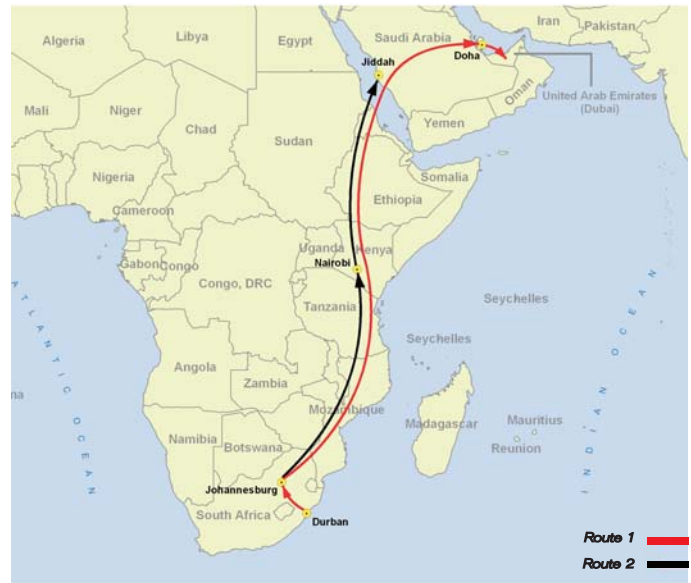 Iran
Pakistan
Algeria
Libya
Egypt
Saudi Arabia
Jiddah
Doha
United Arab Emirates
(Dubai)
Oman
Mali
Niger
Chad
Sudan
Yemen
Nigeria
Somalia
Ethiopia
Cameroon
Uganda
Kenya
Gabon
Congo
Nairobi
Congo, DRC
Tanzania
Seychelles
Seychelles
ATLANTIC OCEAN
INDIAN OCEAN
Angola
Zambia
na
Mozambique
Madagascar
Mauritius
Reunion
Namibia
Botswana
Johannesburg
South Africa
Durban
Route 1
Route 2